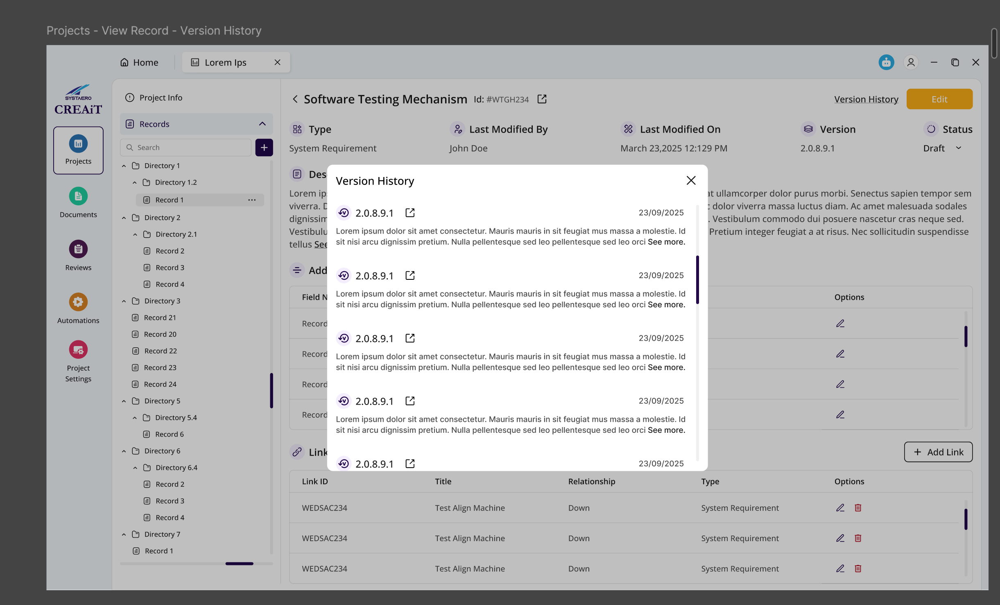 Projects - View Record - Version History
Home
Lorem Ips
SYSTAERO
CREAiT
Projects
Documents
Reviews
Automations
Project
Settings
Project Info
Records
Search
Directory 1
Directory 1.2
Record 1
Directory 2
Directory 2.1
Record 2
Record 3
Record 4
Directory 3
Record 21
Record 20
Record 22
Record 23
Record 24
Directory 5
Directory 5.4
Record 6
Directory 6
Directory 6.4
Record 2
Record 3
Record 4
Directory 7
Record 1
Software Testing Mechanism Id: #WTGH234
Version History
Edit
Type
System Requirement
Last Modified By
John Doe
Last Modified On
March 23,2025 12:129 PM
Version
2.0.8.9.1
Status
Draft
Des
Lorem ip
at ullamcorper dolor purus morbi. Senectus sapien tempor sem
viverra. D
c dolor viverra massa luctus diam. Ac amet malesuada sodales
dignissim
. Vestibulum commodo dui posuere nascetur cras neque sed.
Vestibulu
Pretium integer feugiat a at risus. Nec sollicitudin suspendisse
tellus See
Add
Field N
Options
Record
Record
Record
Record
Version History
2.0.8.9.1 23/09/2025
Lorem ipsum dolor sit amet consectetur. Mauris mauris in sit feugiat mus massa a molestie. Id
sit nisi arcu dignissim pretium. Nulla pellentesque sed leo pellentesque sed leo orci See more.
2.0.8.9.1 23/09/2025
Lorem ipsum dolor sit amet consectetur. Mauris mauris in sit feugiat mus massa a molestie. Id
sit nisi arcu dignissim pretium. Nulla pellentesque sed leo pellentesque sed leo orci See more.
2.0.8.9.1 23/09/2025
Lorem ipsum dolor sit amet consectetur. Mauris mauris in sit feugiat mus massa a molestie. Id
sit nisi arcu dignissim pretium. Nulla pellentesque sed leo pellentesque sed leo orci See more.
2.0.8.9.1 23/09/2025
Lorem ipsum dolor sit amet consectetur. Mauris mauris in sit feugiat mus massa a molestie. Id
sit nisi arcu dignissim pretium. Nulla pellentesque sed leo pellentesque sed leo orci See more.
2.0.8.9.1 23/09/2025
Link
Add Link
Link ID Title Relationship Type Options
WEDSAC234 Test Align Machine Down System Requirement
WEDSAC234 Test Align Machine Down System Requirement
WEDSAC234 Test Align Machine Down System Requirement